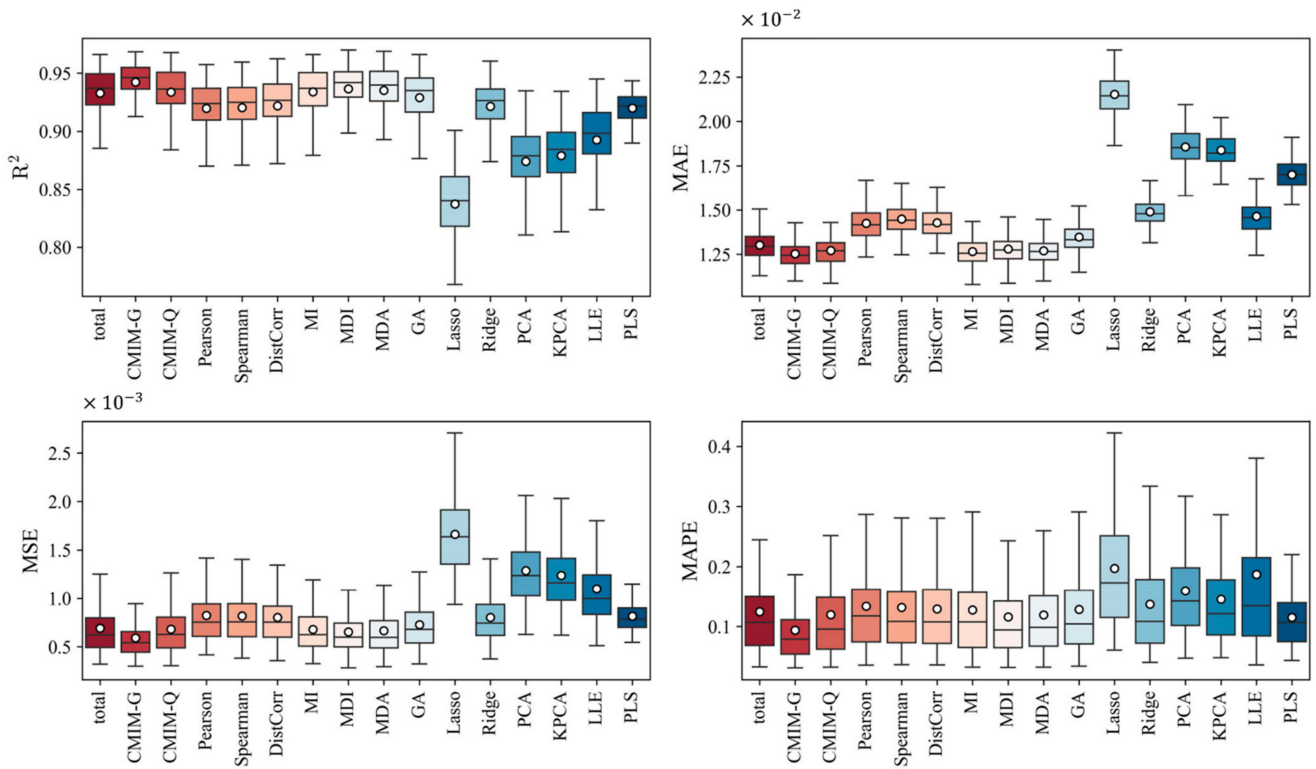 R²
0.95
0.90
0.85
0.80
total
CMIM-G
CMIM-Q
Pearson
Spearman
DistCorr
MI
MDI
MDA
GA
Lasso
Ridge
PCA
KPCA
LLE
PLS
× 10⁻²
MAE
2.25
2.00
1.75
1.50
1.25
total
CMIM-G
CMIM-Q
Pearson
Spearman
DistCorr
MI
MDI
MDA
GA
Lasso
Ridge
PCA
KPCA
LLE
PLS
× 10⁻³
MSE
2.5
2.0
1.5
1.0
0.5
total
CMIM-G
CMIM-Q
Pearson
Spearman
DistCorr
MI
MDI
MDA
GA
Lasso
Ridge
PCA
KPCA
LLE
PLS
MAPE
0.4
0.3
0.2
0.1
total
CMIM-G
CMIM-Q
Pearson
Spearman
DistCorr
MI
MDI
MDA
GA
Lasso
Ridge
PCA
KPCA
LLE
PLS